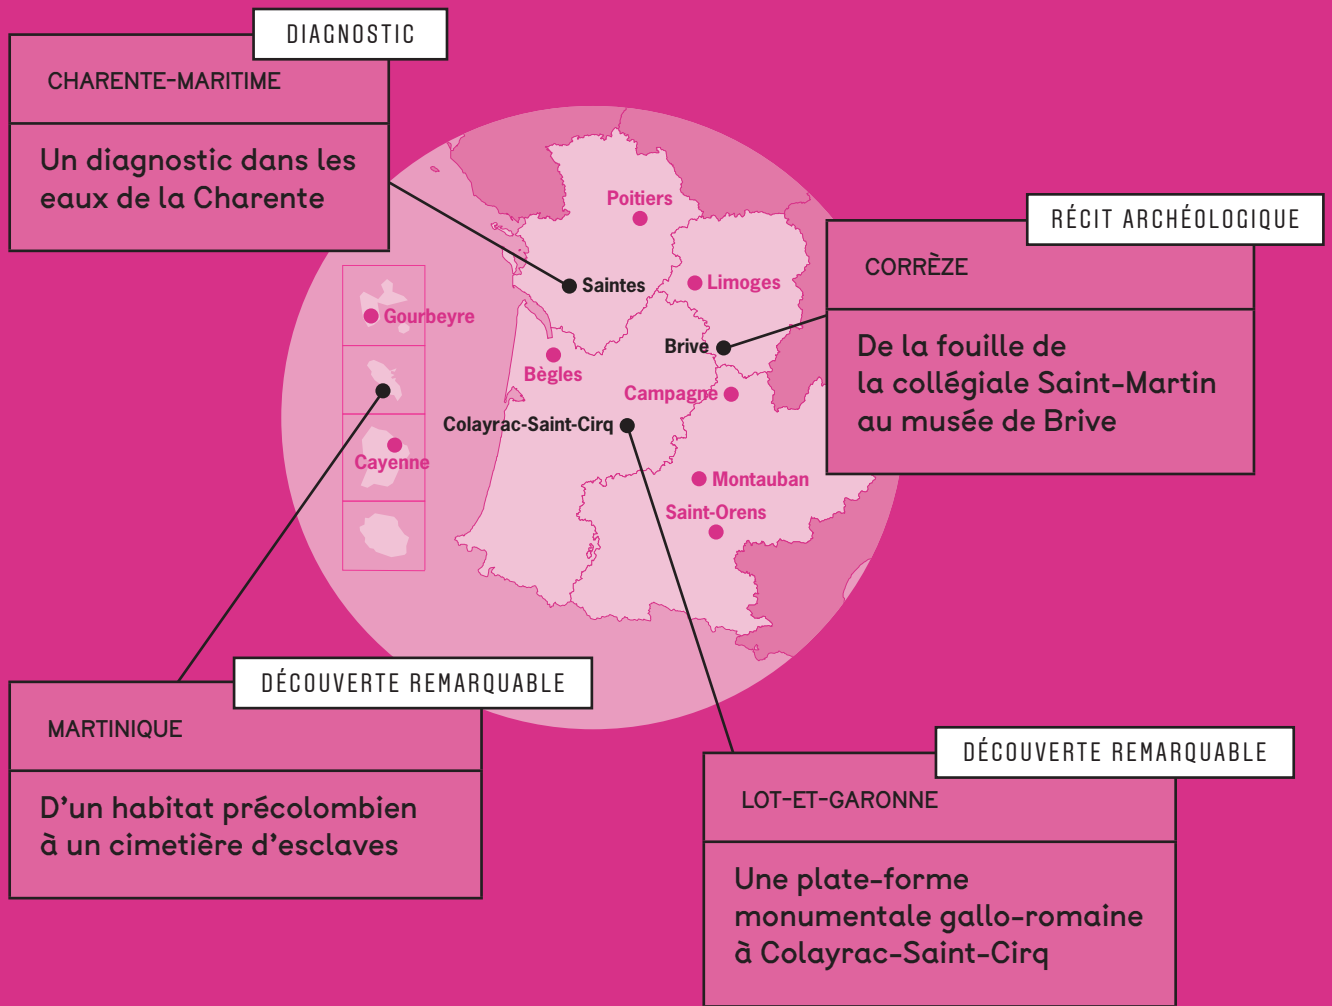 DIAGNOSTIC
CHARENTE-MARITIME
Un diagnostic dans les
eaux de la Charente
RÉCIT ARCHÉOLOGIQUE
CORRÈZE
De la fouille de
la collégiale Saint-Martin
au musée de Brive
Poitiers
Saintes
Limoges
Gourbeyre
Brive
Bègles
Campagne
Colayrac-Saint-Cirq
Cayenne
Montauban
Saint-Orens
DÉCOUVERTE REMARQUABLE
MARTINIQUE
D’un habitat précolombien
à un cimetière d’esclaves
DÉCOUVERTE REMARQUABLE
LOT-ET-GARONNE
Une plate-forme
monumentale gallo-romaine
à Colayrac-Saint-Cirq